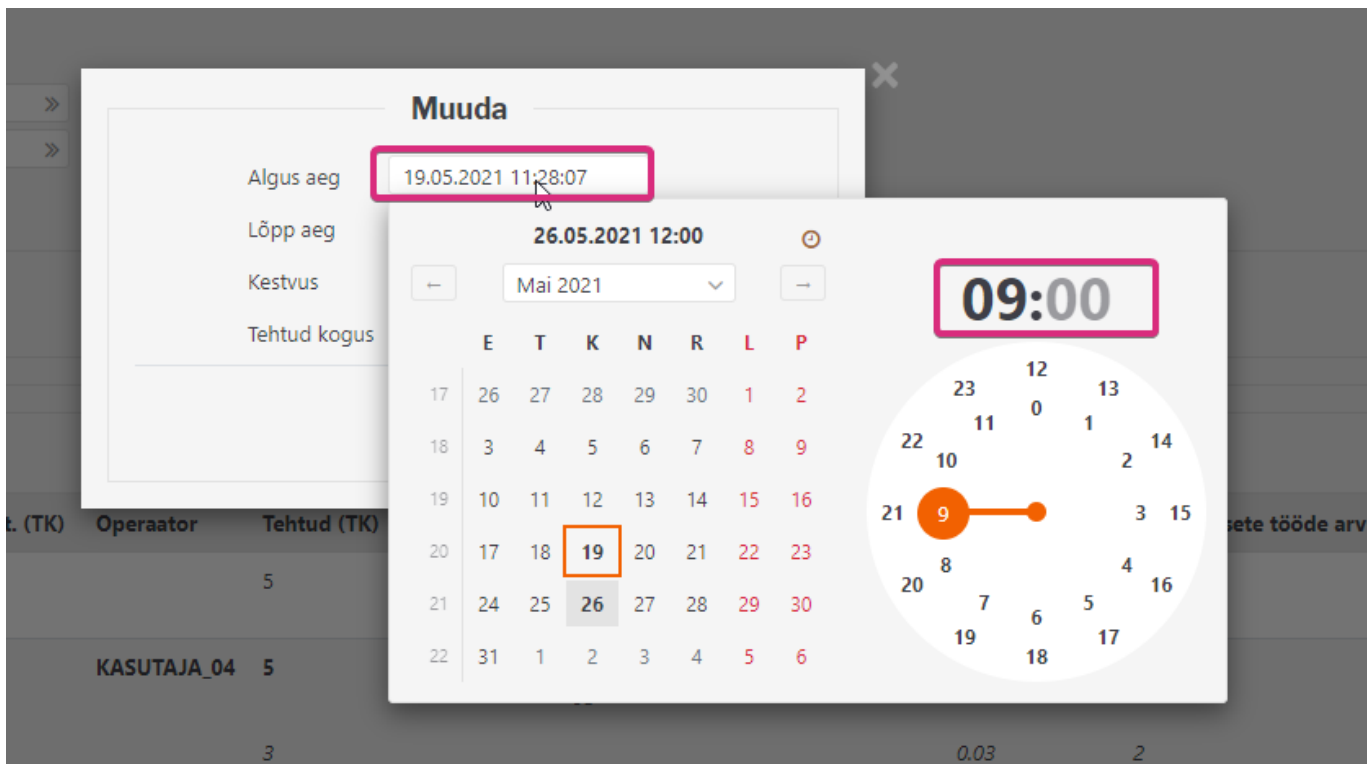 Muuda
Algus aeg 19.05.2021 11:28:07
Lõpp aeg
Kestvus
Tehtud kogus
26.05.2021 12:00
← Mai 2021 →
E T K N R L P
17 26 27 28 29 30 1 2
18 3 4 5 6 7 8 9
19 10 11 12 13 14 15 16
20 17 18 19 20 21 22 23
21 24 25 26 27 28 29 30
22 31 1 2 3 4 5 6
09:00
12
23 13
0
11 1
22 14
10 2
21 9 3 15
8 4
20 16
7 5
6
19 17
18
t. (TK) Operaator Tehtud (TK) sete tööde arv
5
KASUTAJA_04 5
3 0.03 2